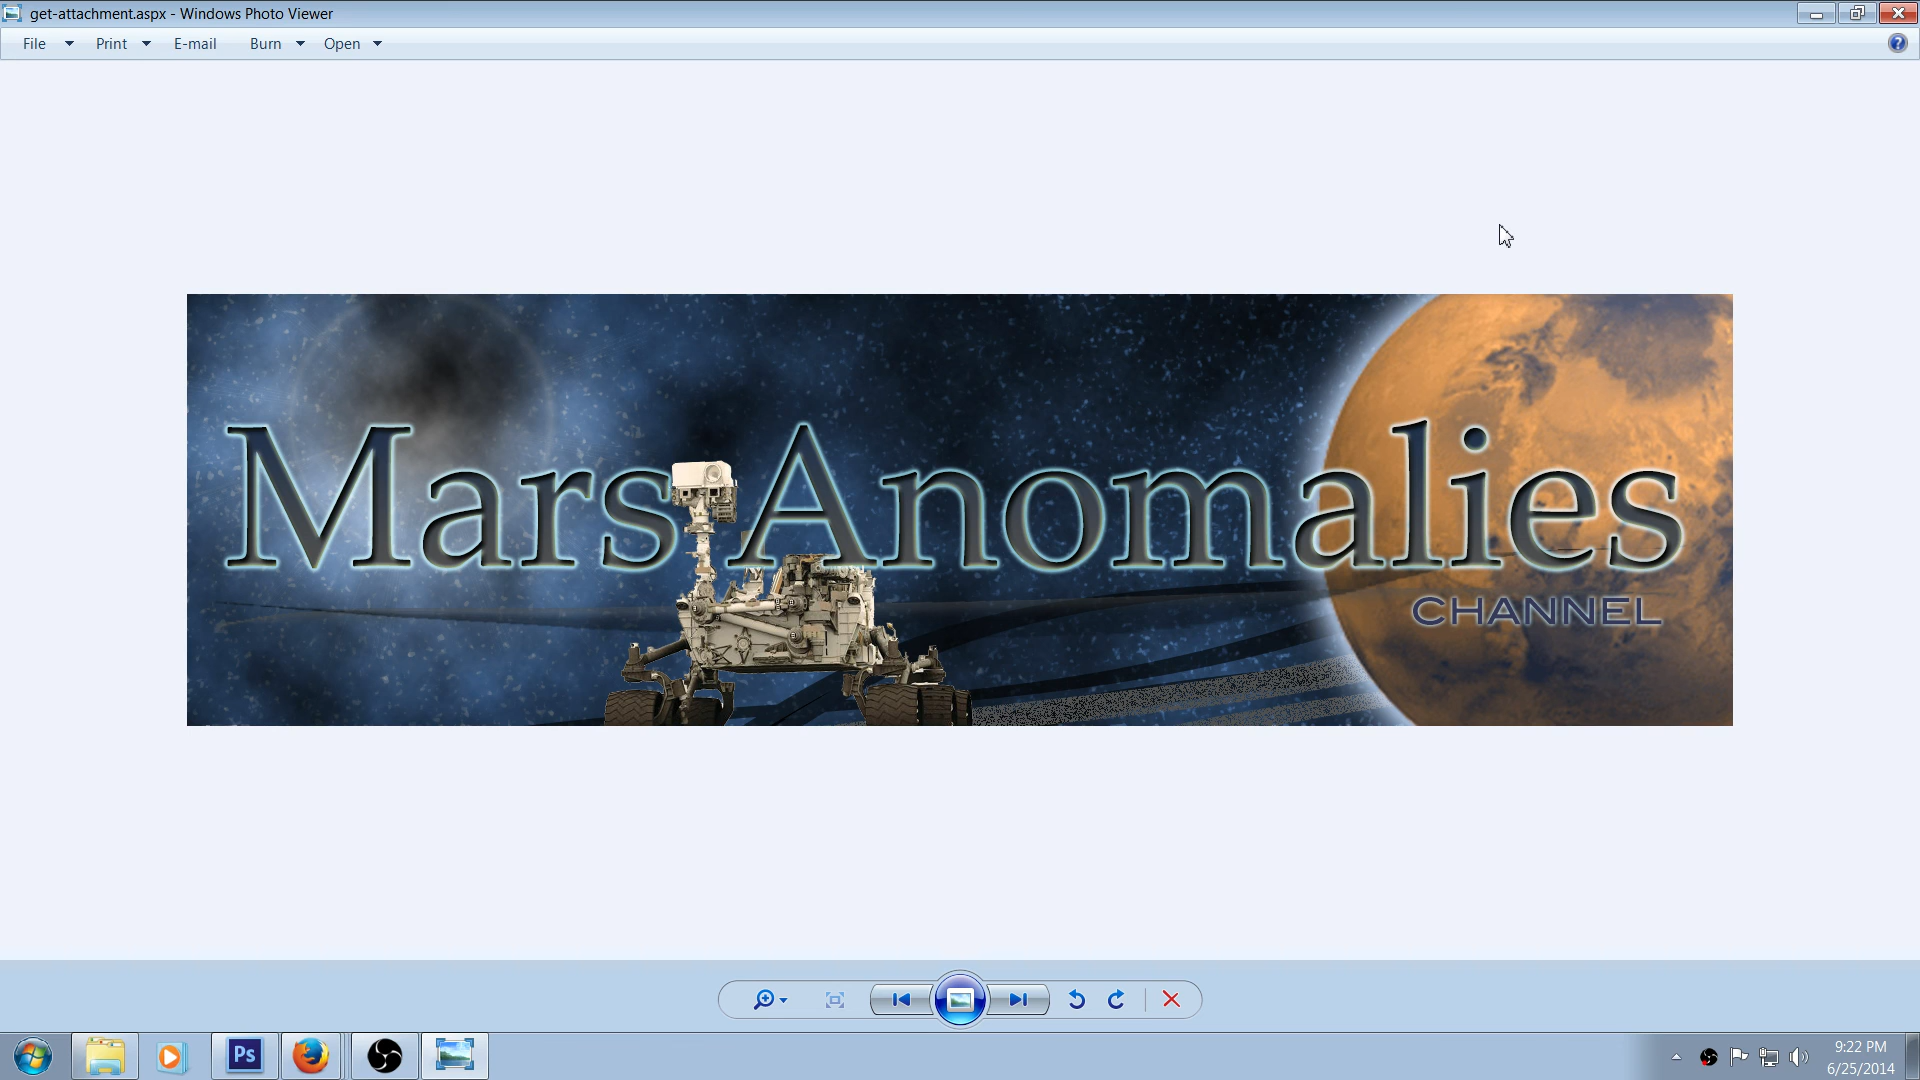 get-attachment.aspx - Windows Photo Viewer
File Print E-mail Burn Open
Mars Anomalies
CHANNEL
Ps
9:22 PM
6/25/2014